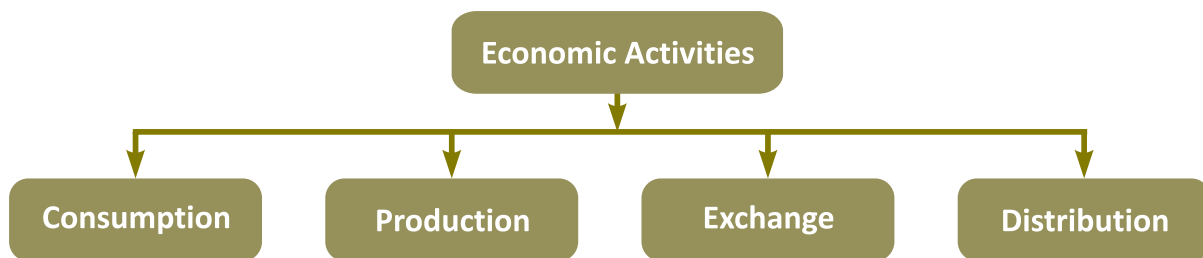 Economic Activities
Consumption
Production
Exchange
Distribution